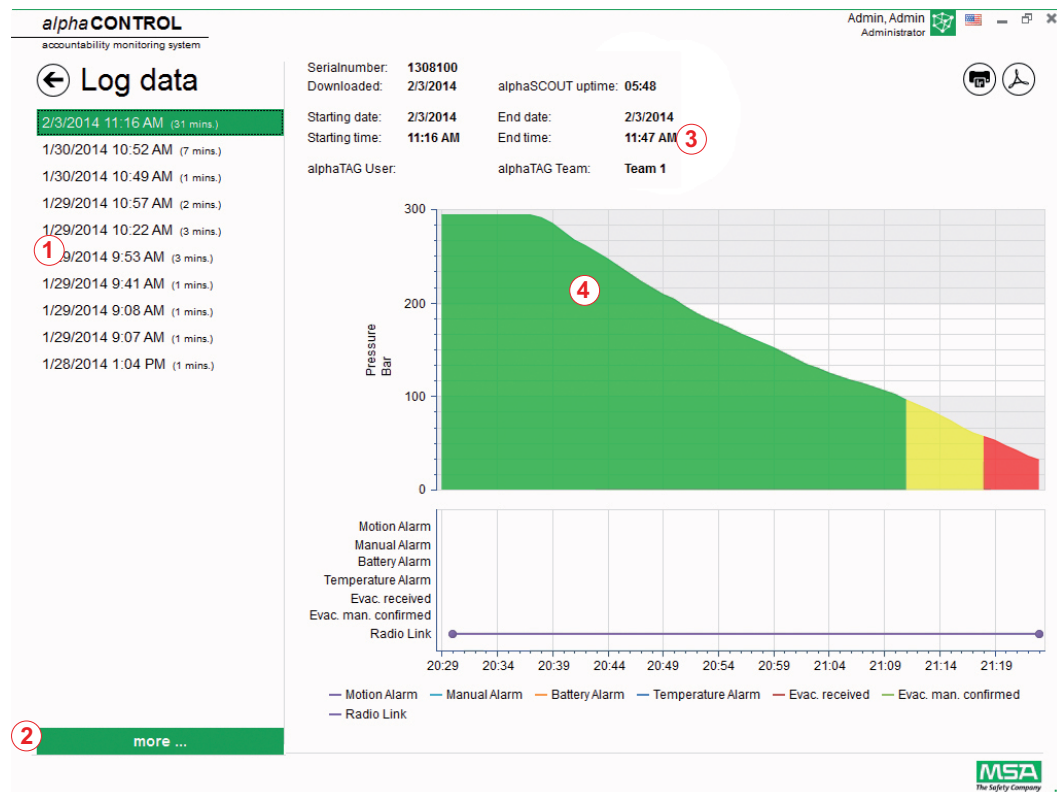 alphaCONTROL
accountability monitoring system
Admin, Admin
Administrator
Log data
2/3/2014 11:16 AM (31 mins.)
1/30/2014 10:52 AM (7 mins.)
1/30/2014 10:49 AM (1 mins.)
1/29/2014 10:57 AM (2 mins.)
1/29/2014 10:22 AM (3 mins.)
9/2014 9:53 AM (3 mins.)
1/29/2014 9:41 AM (1 mins.)
1/29/2014 9:08 AM (1 mins.)
1/29/2014 9:07 AM (1 mins.)
1/28/2014 1:04 PM (1 mins.)
1
2
more ...
Serialnumber: 1308100
Downloaded: 2/3/2014 alphaSCOUT uptime: 05:48
Starting date: 2/3/2014 End date: 2/3/2014
Starting time: 11:16 AM End time: 11:47 AM
3
alphaTAG User: alphaTAG Team: Team 1
300
200
100
0
Pressure
Bar
4
Motion Alarm
Manual Alarm
Battery Alarm
Temperature Alarm
Evac. received
Evac. man. confirmed
Radio Link
20:29 20:34 20:39 20:44 20:49 20:54 20:59 21:04 21:09 21:14 21:19
Motion Alarm Manual Alarm Battery Alarm Temperature Alarm Evac. received Evac. man. confirmed
Radio Link
MSA
The Safety Company